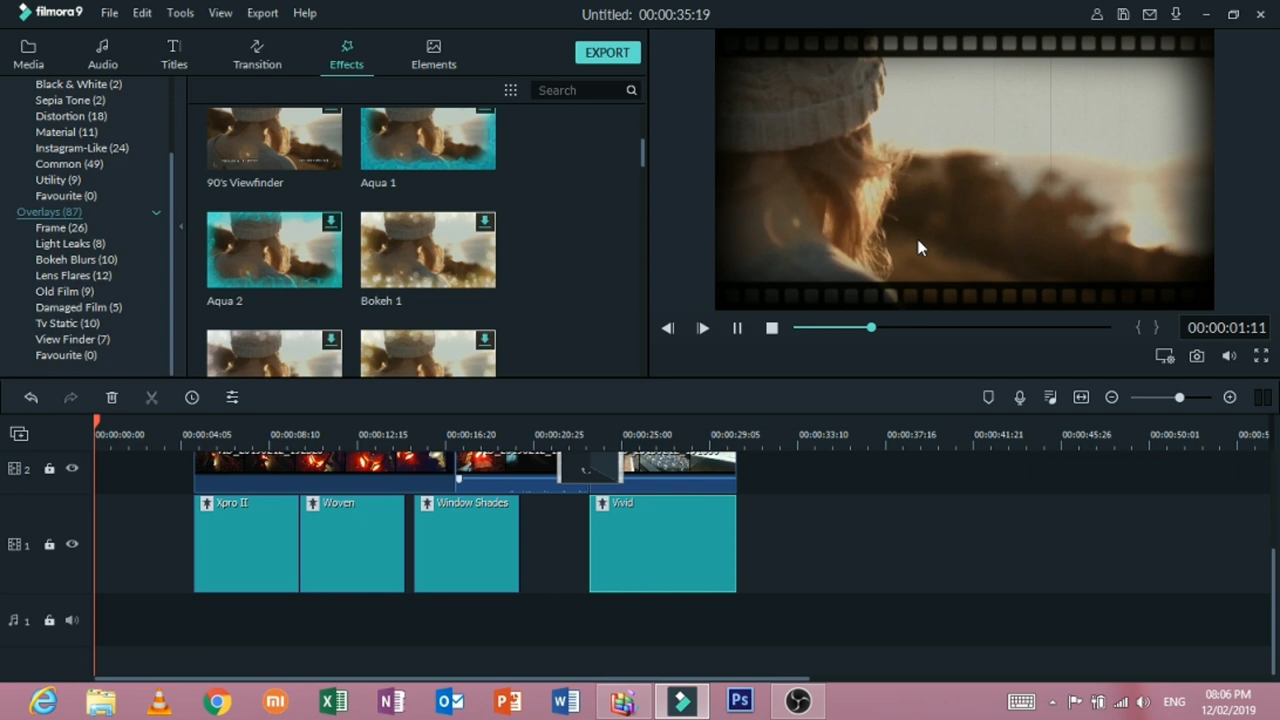 filmora9 File Edit Tools View Export Help Untitled: 00:00:35:19
Media Audio Titles Transition Effects Elements EXPORT
Black & White (2)
Sepia Tone (2)
Distortion (18)
Material (11)
Instagram-Like (24)
Common (49)
Utility (9)
Favourite (0)
Overlays (87)
Frame (26)
Light Leaks (8)
Bokeh Blurs (10)
Lens Flares (12)
Old Film (9)
Damaged Film (5)
Tv Static (10)
View Finder (7)
Favourite (0)
Search
90's Viewfinder Aqua 1
Aqua 2 Bokeh 1
{ } 00:00:01:11
00:00:00:00 00:00:04:05 00:00:08:10 00:00:12:15 00:00:16:20 00:00:20:25 00:00:25:00 00:00:29:05 00:00:33:10 00:00:37:16 00:00:41:21 00:00:45:26 00:00:50:01
2
1 Xpro II Woven Window Shades Vivid
1
ENG 08:06 PM
12/02/2019